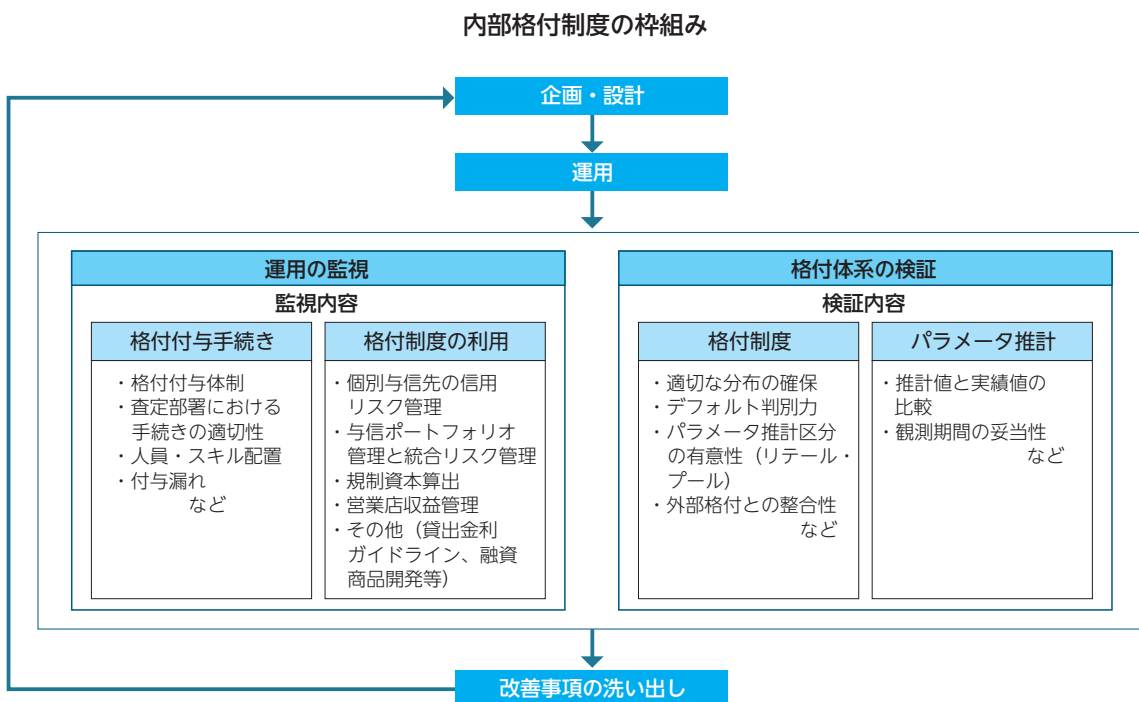 内部格付制度の枠組み
企画・設計
運用
運用の監視
監視内容
格付付与手続き
・格付付与体制
・査定部署における
手続きの適切性
・人員・スキル配置
・付与漏れ
など
格付制度の利用
・個別与信先の信用
リスク管理
・与信ポートフォリオ
管理と統合リスク管理
・規制資本算出
・営業店収益管理
・その他（貸出金利
ガイドライン、融資
商品開発等）
格付体系の検証
検証内容
格付制度
・適切な分布の確保
・デフォルト判別力
・パラメータ推計区分
の有意性（リテール・
プール）
・外部格付との整合性
など
パラメータ推計
・推計値と実績値の
比較
・観測期間の妥当性
など
改善事項の洗い出し